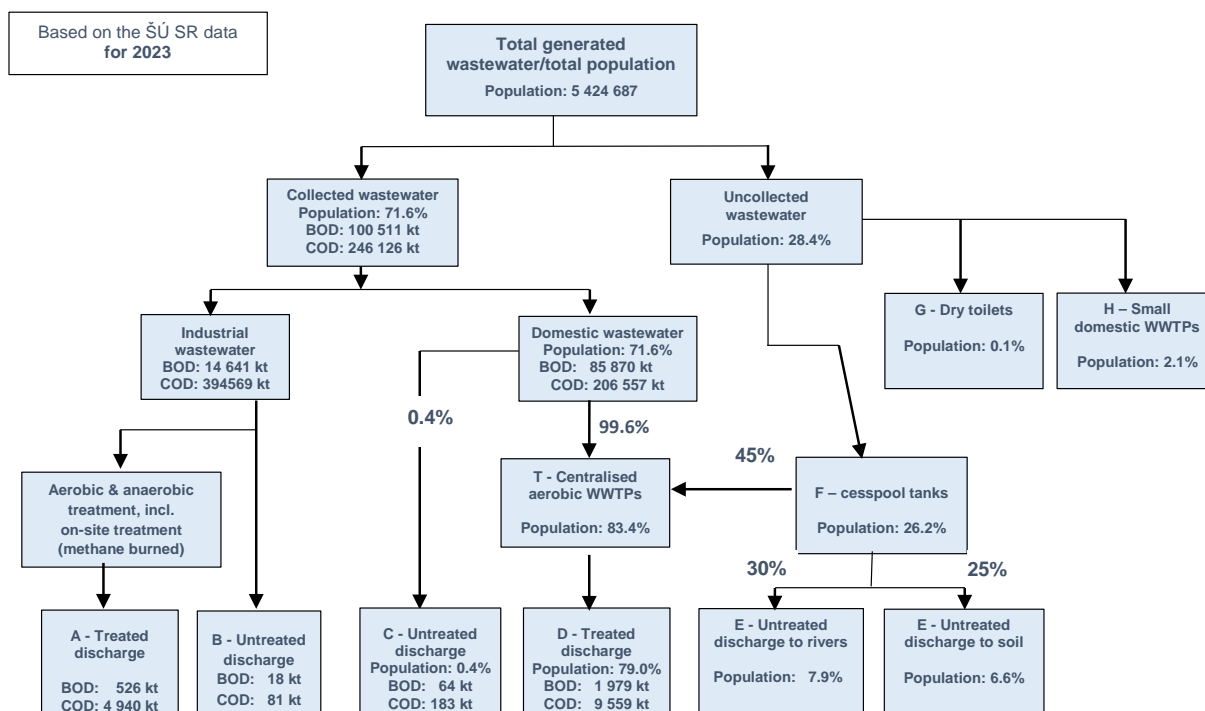 Based on the ŠÚ SR data
for 2023
Total generated
wastewater/total population
Population: 5 424 687
Collected wastewater
Population: 71.6%
BOD: 100 511 kt
COD: 246 126 kt
Uncollected
wastewater
Population: 28.4%
Industrial
wastewater
BOD: 14 641 kt
COD: 394569 kt
Domestic wastewater
Population: 71.6%
BOD: 85 870 kt
COD: 206 557 kt
G - Dry toilets
Population: 0.1%
H – Small
domestic WWTPs
Population: 2.1%
0.4%
99.6%
45%
Aerobic & anaerobic
treatment, incl.
on-site treatment
(methane burned)
T - Centralised
aerobic WWTPs
Population: 83.4%
F – cesspool tanks
Population: 26.2%
30%
25%
A - Treated
discharge
BOD: 526 kt
COD: 4 940 kt
B - Untreated
discharge
BOD: 18 kt
COD: 81 kt
C - Untreated
discharge
Population: 0.4%
BOD: 64 kt
COD: 183 kt
D - Treated
discharge
Population: 79.0%
BOD: 1 979 kt
COD: 9 559 kt
E - Untreated
discharge to rivers
Population: 7.9%
E - Untreated
discharge to soil
Population: 6.6%